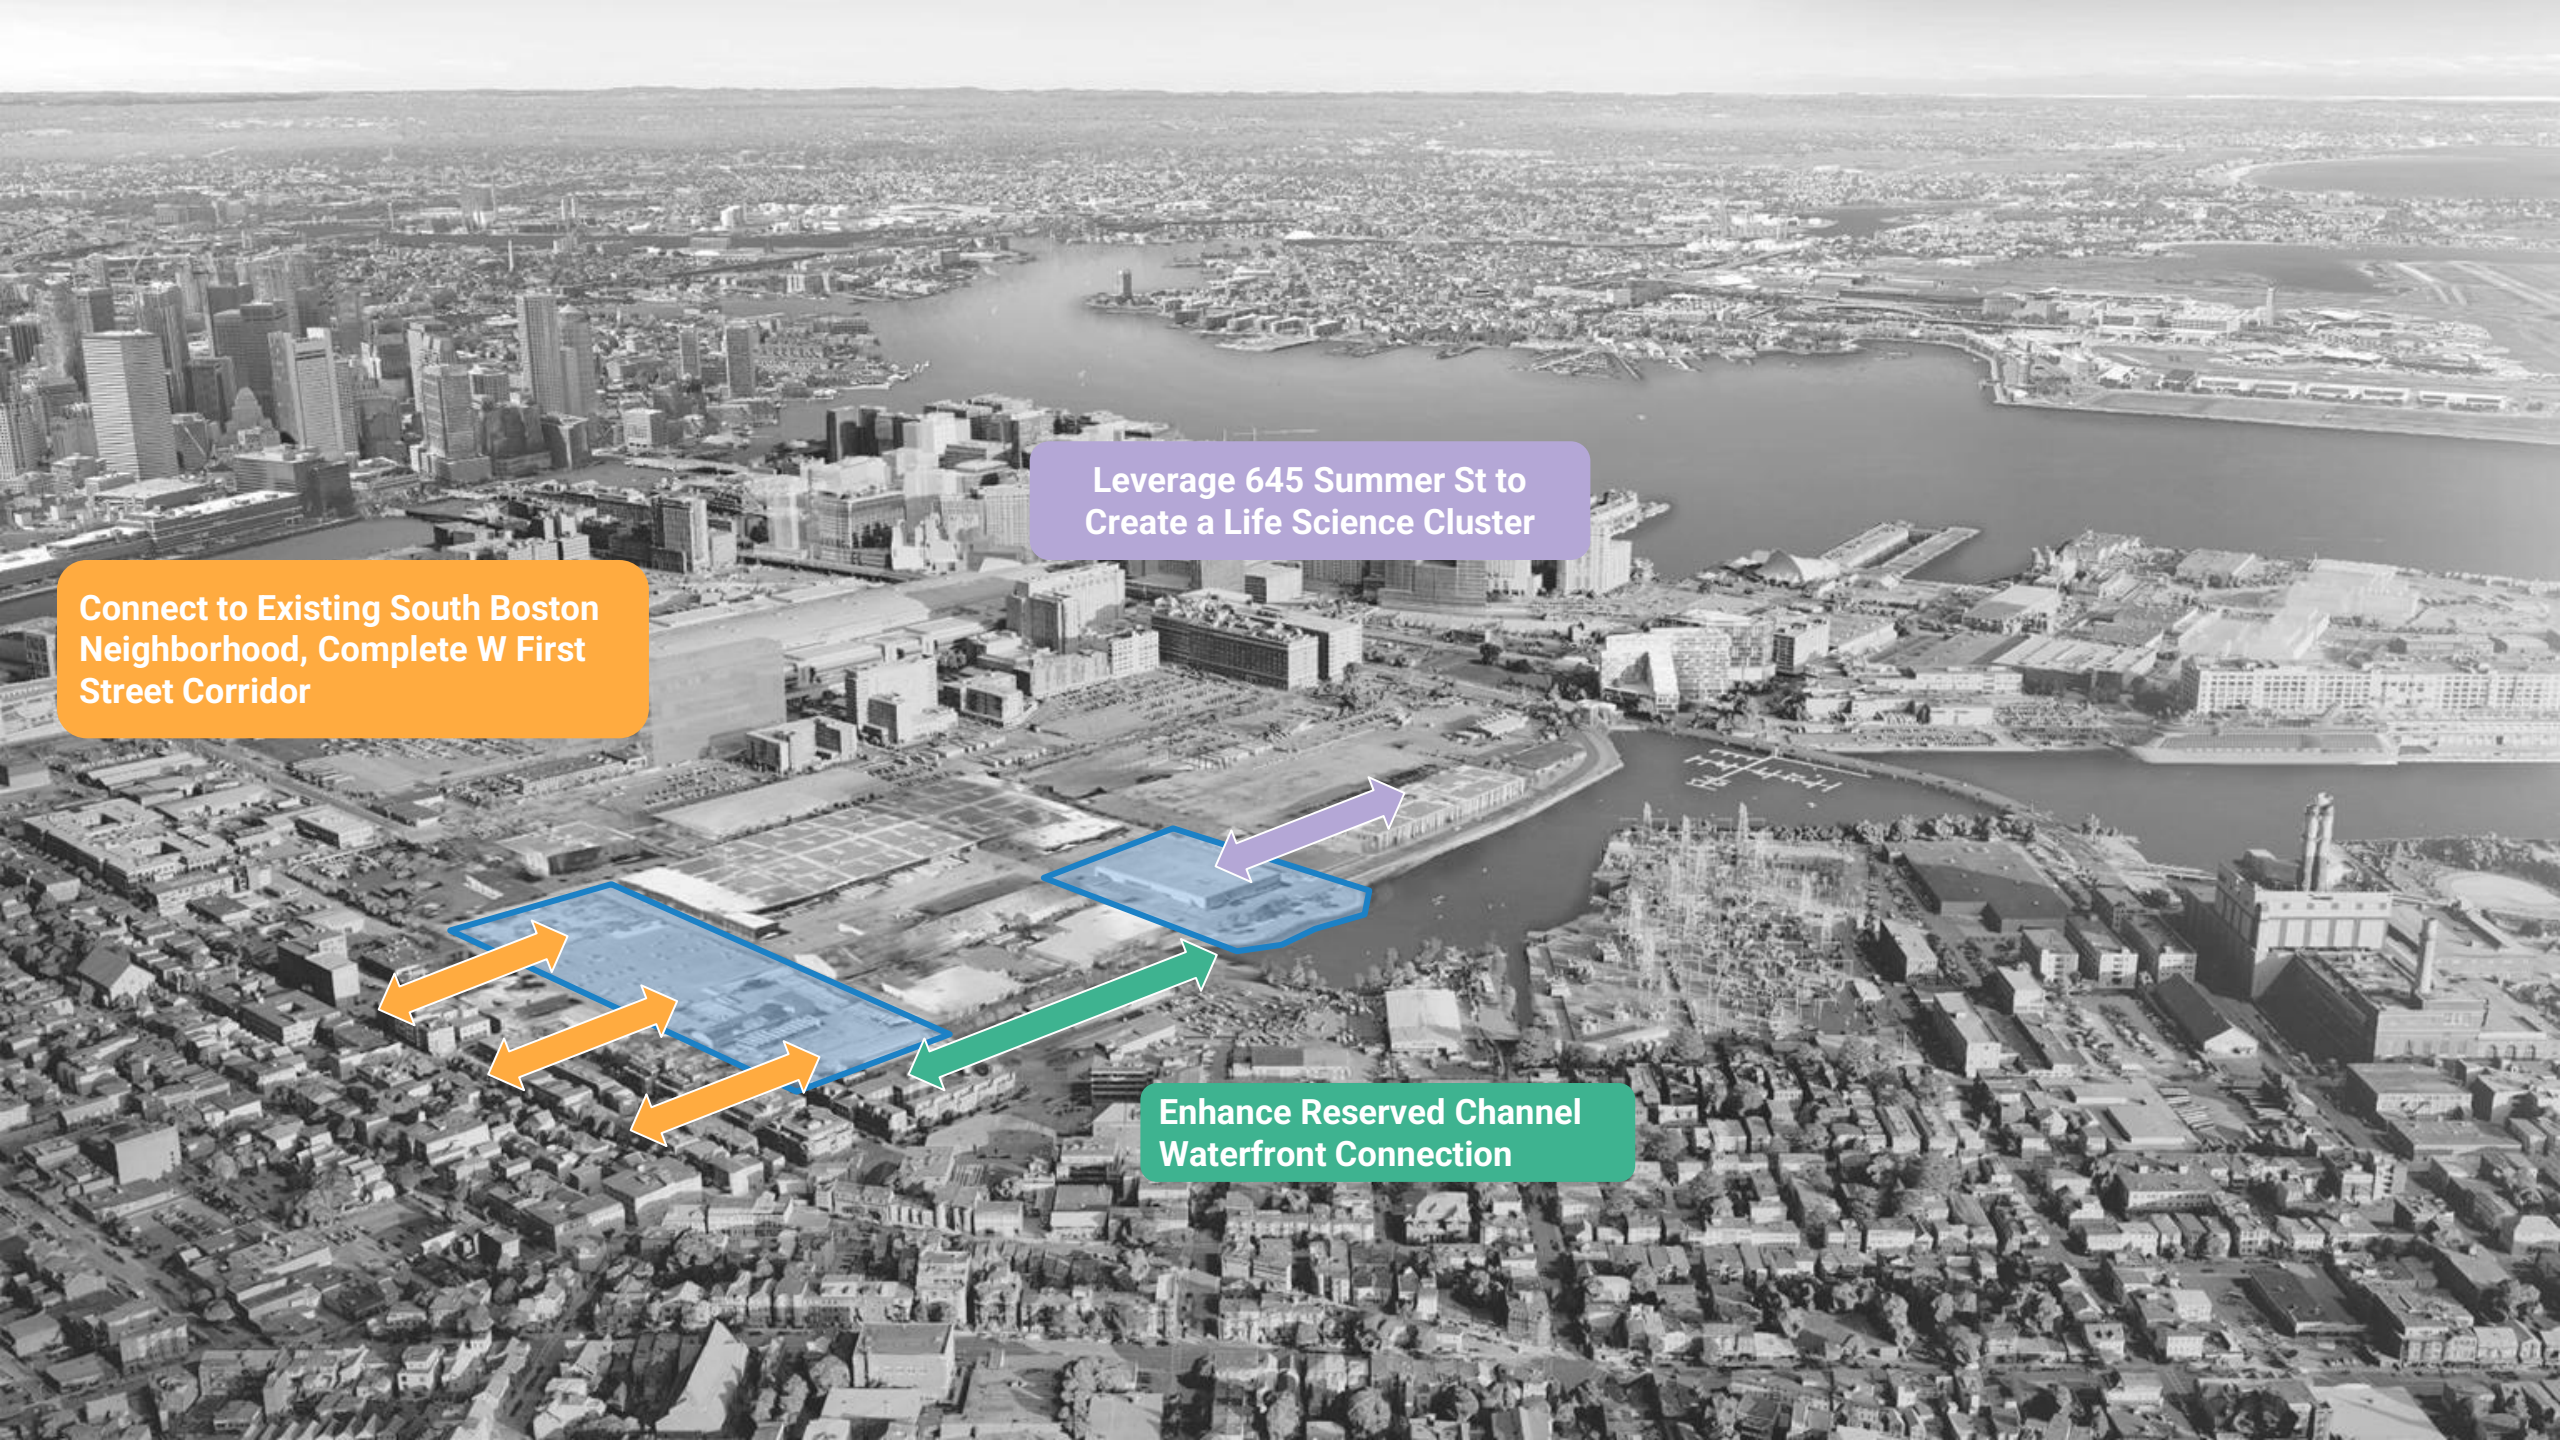 Leverage 645 Summer St to
Create a Life Science Cluster
Connect to Existing South Boston
Neighborhood, Complete W First
Street Corridor
Enhance Reserved Channel
Waterfront Connection